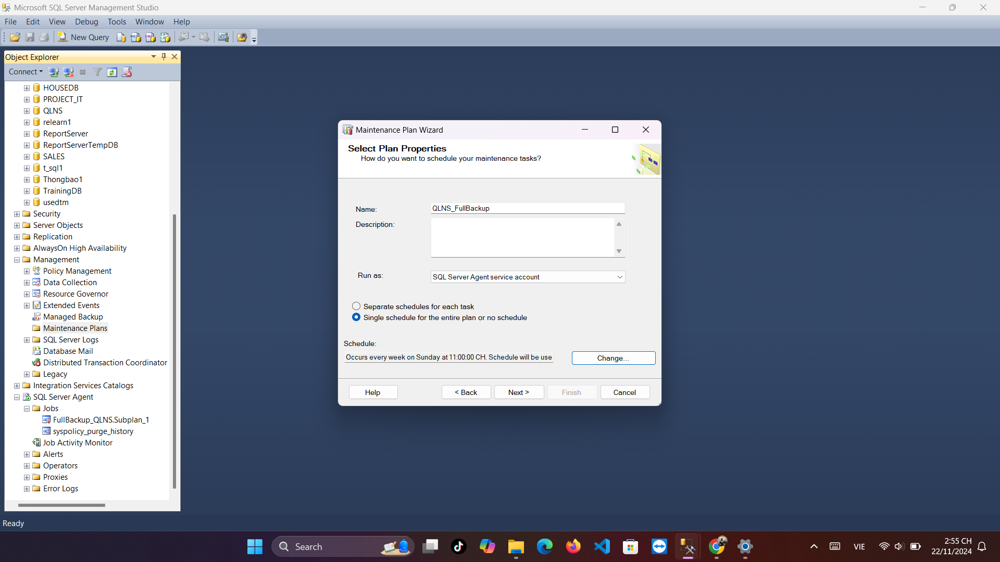 Microsoft SQL Server Management Studio
File Edit View Debug Tools Window Help
New Query
Object Explorer
Connect
HOUSEDB
PROJECT_IT
QLNS
relearn1
ReportServer
ReportServerTempDB
SALES
t_sql1
Thongbao1
TrainingDB
usedtm
Security
Server Objects
Replication
AlwaysOn High Availability
Management
Policy Management
Data Collection
Resource Governor
Extended Events
Managed Backup
Maintenance Plans
SQL Server Logs
Database Mail
Distributed Transaction Coordinator
Legacy
Integration Services Catalogs
SQL Server Agent
Jobs
FullBackup_QLNS.Subplan_1
syspolicy_purge_history
Job Activity Monitor
Alerts
Operators
Proxies
Error Logs
Maintenance Plan Wizard
Select Plan Properties
How do you want to schedule your maintenance tasks?
Name: QLNS_FullBackup
Description:
Run as: SQL Server Agent service account
Separate schedules for each task
Single schedule for the entire plan or no schedule
Schedule:
Occurs every week on Sunday at 11:00:00 CH. Schedule will be use Change...
Help < Back Next > Finish Cancel
Ready
Search
VIE
2:55 CH
22/11/2024